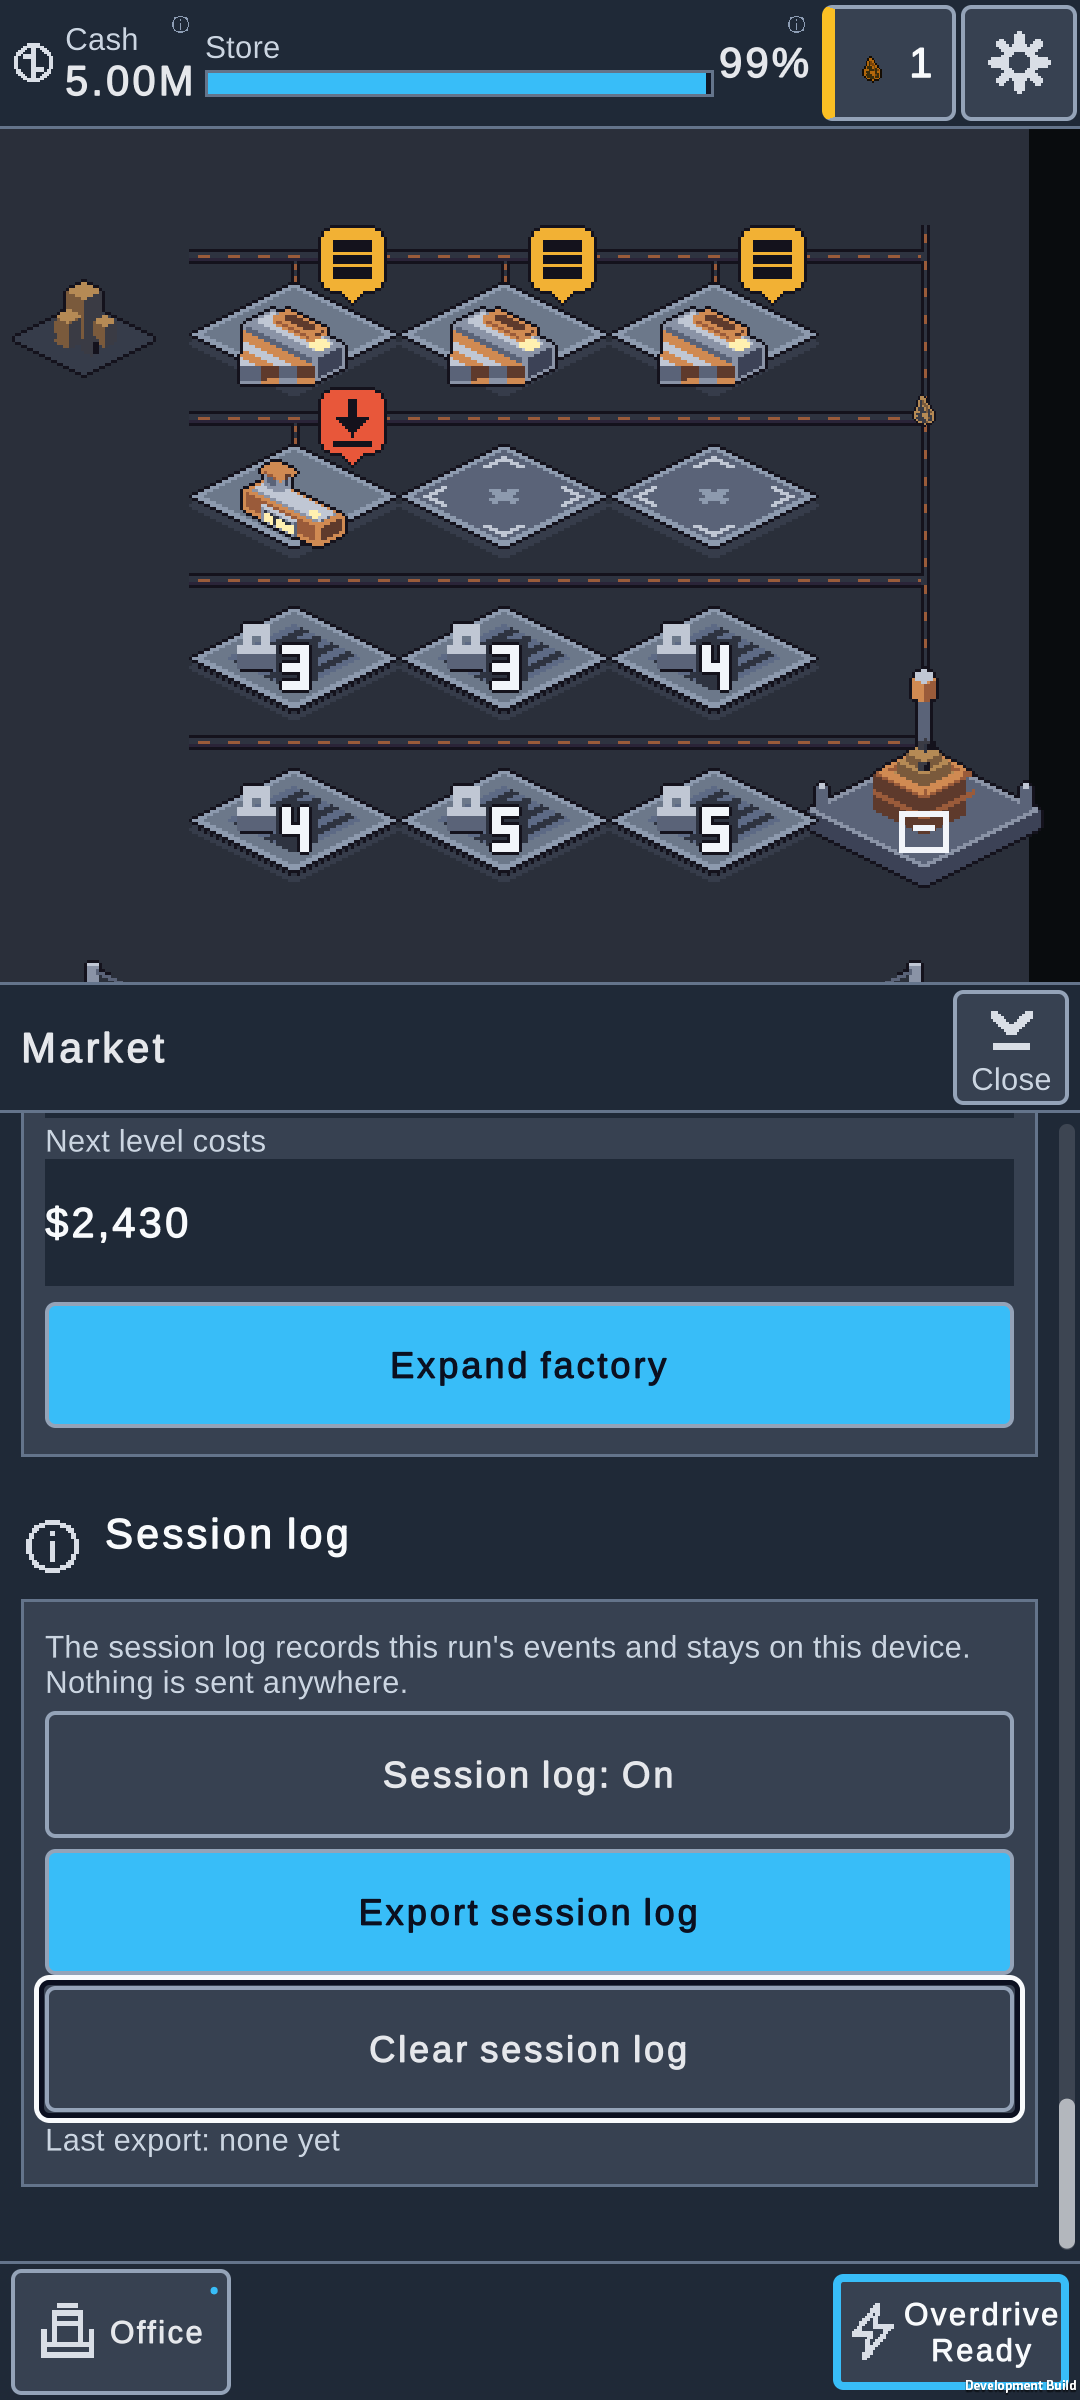 Cash
5.00M
Store
99%
1
3
3
4
4
5
5
Market
Close
Next level costs
$2,430
Expand factory
Session log
The session log records this run's events and stays on this device.
Nothing is sent anywhere.
Session log: On
Export session log
Clear session log
Last export: none yet
Office
Overdrive
Ready
Development Build